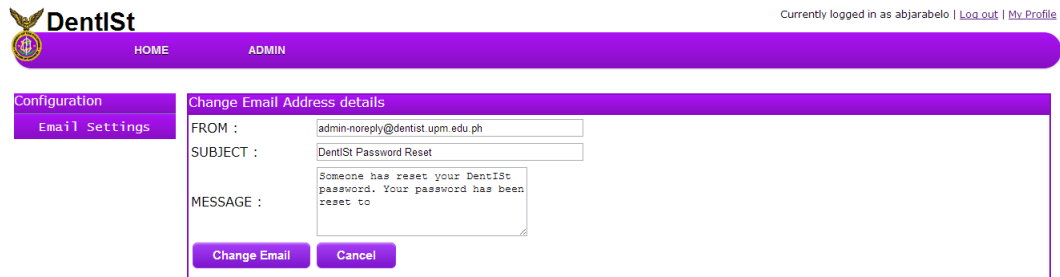 DentISt
Currently logged in as abjarabelo | Log out | My Profile
HOME ADMIN
Configuration
Email Settings
Change Email Address details
FROM : admin-noreply@dentist.upm.edu.ph
SUBJECT : DentISt Password Reset
MESSAGE : Someone has reset your DentISt
password. Your password has been
reset to
Change Email Cancel